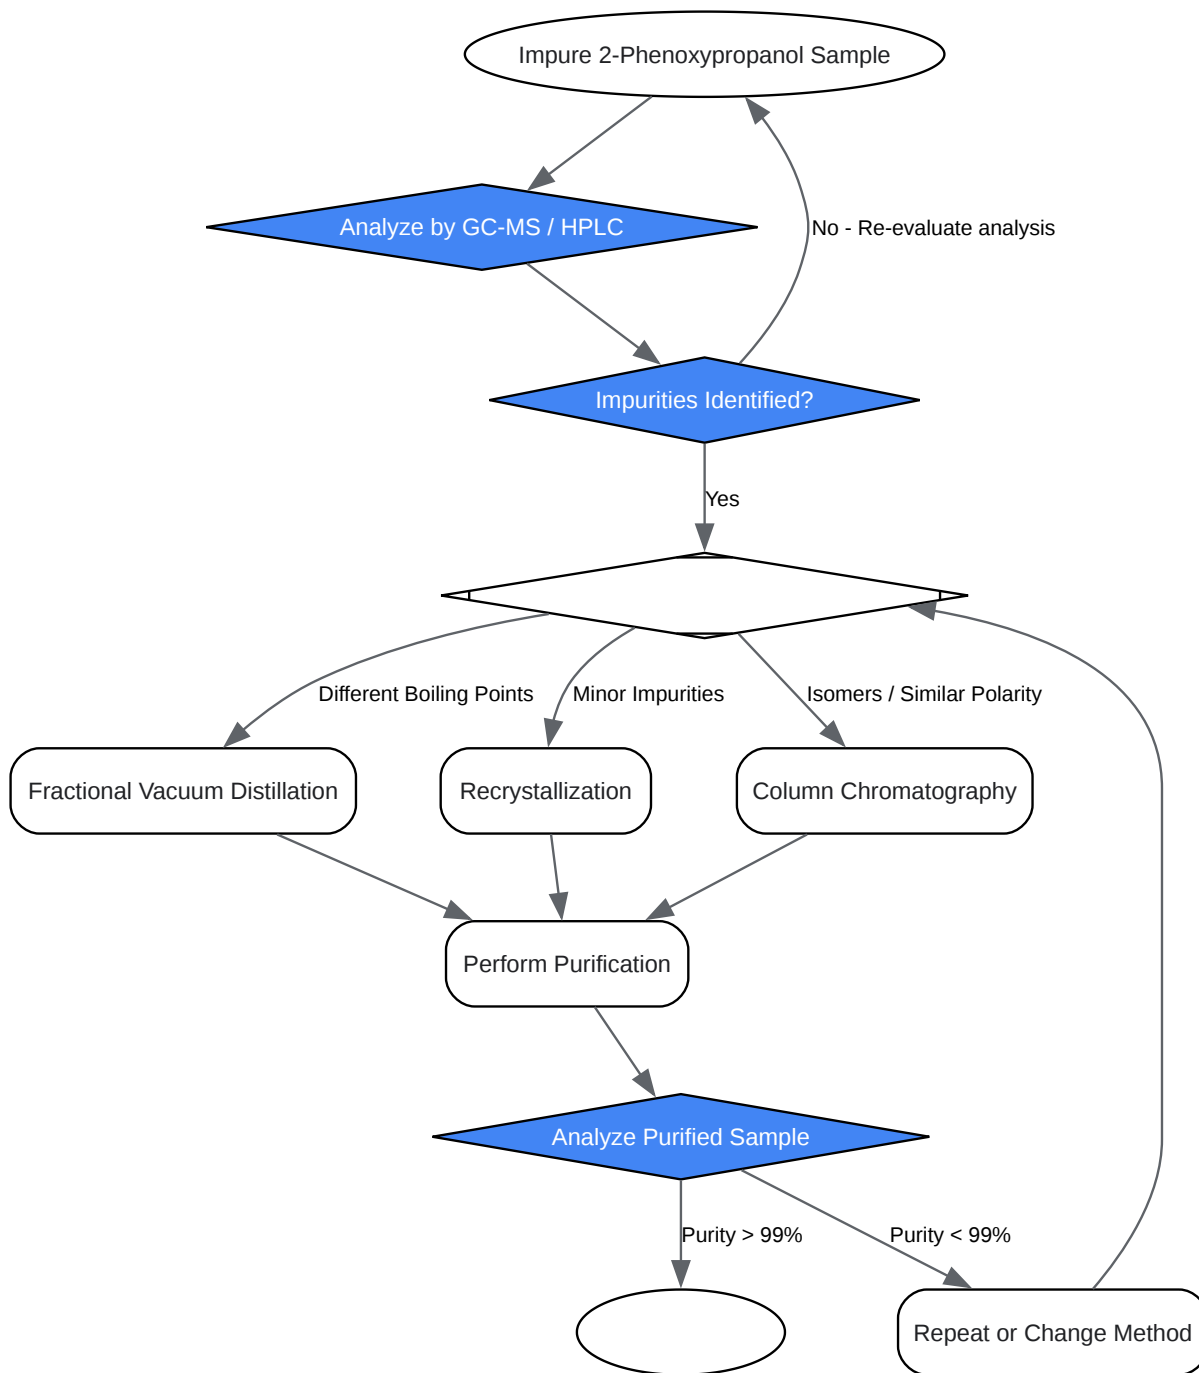 Impure 2-Phenoxypropanol Sample
Analyze by GC-MS / HPLC
No - Re-evaluate analysis
Impurities Identified?
Yes
Different Boiling Points
Minor Impurities
Isomers / Similar Polarity
Fractional Vacuum Distillation
Recrystallization
Column Chromatography
Perform Purification
Analyze Purified Sample
Purity > 99%
Purity < 99%
Repeat or Change Method